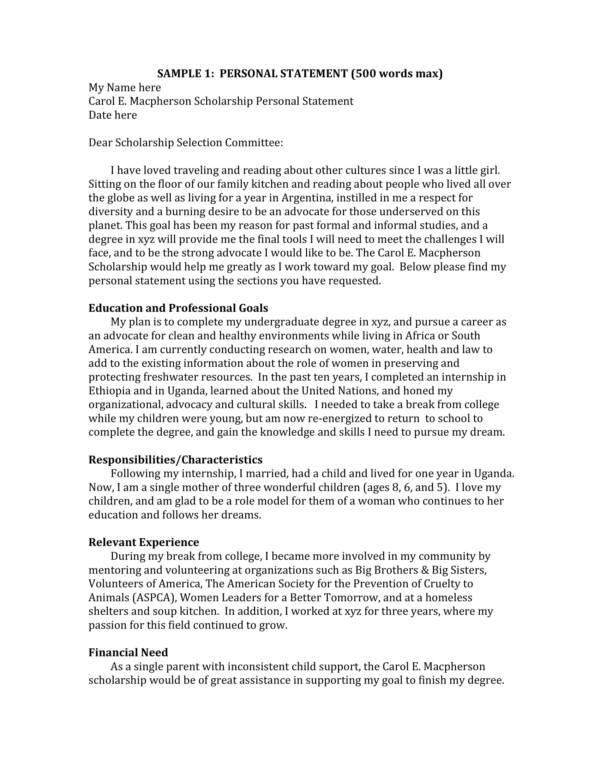 SAMPLE 1:  PERSONAL STATEMENT (500 words max)
My Name here
Carol E. Macpherson Scholarship Personal Statement
Date here
Dear Scholarship Selection Committee:
I have loved traveling and reading about other cultures since I was a little girl.
Sitting on the floor of our family kitchen and reading about people who lived all over
the globe as well as living for a year in Argentina, instilled in me a respect for
diversity and a burning desire to be an advocate for those underserved on this
planet. This goal has been my reason for past formal and informal studies, and a
degree in xyz will provide me the final tools I will need to meet the challenges I will
face, and to be the strong advocate I would like to be. The Carol E. Macpherson
Scholarship would help me greatly as I work toward my goal.  Below please find my
personal statement using the sections you have requested.
Education and Professional Goals
My plan is to complete my undergraduate degree in xyz, and pursue a career as
an advocate for clean and healthy environments while living in Africa or South
America. I am currently conducting research on women, water, health and law to
add to the existing information about the role of women in preserving and
protecting freshwater resources.  In the past ten years, I completed an internship in
Ethiopia and in Uganda, learned about the United Nations, and honed my
organizational, advocacy and cultural skills.   I needed to take a break from college
while my children were young, but am now re-energized to return  to school to
complete the degree, and gain the knowledge and skills I need to pursue my dream.
Responsibilities/Characteristics
Following my internship, I married, had a child and lived for one year in Uganda.
Now, I am a single mother of three wonderful children (ages 8, 6, and 5).  I love my
children, and am glad to be a role model for them of a woman who continues to her
education and follows her dreams.
Relevant Experience
During my break from college, I became more involved in my community by
mentoring and volunteering at organizations such as Big Brothers & Big Sisters,
Volunteers of America, The American Society for the Prevention of Cruelty to
Animals (ASPCA), Women Leaders for a Better Tomorrow, and at a homeless
shelters and soup kitchen.  In addition, I worked at xyz for three years, where my
passion for this field continued to grow.
Financial Need
As a single parent with inconsistent child support, the Carol E. Macpherson
scholarship would be of great assistance in supporting my goal to finish my degree.